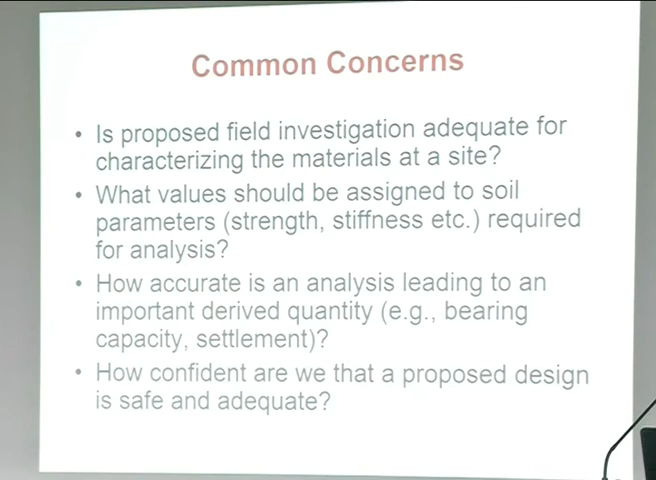 Common Concerns
• Is proposed field investigation adequate for
characterizing the materials at a site?
• What values should be assigned to soil
parameters (strength, stiffness etc.) required
for analysis?
• How accurate is an analysis leading to an
important derived quantity (e.g., bearing
capacity, settlement)?
• How confident are we that a proposed design
is safe and adequate?